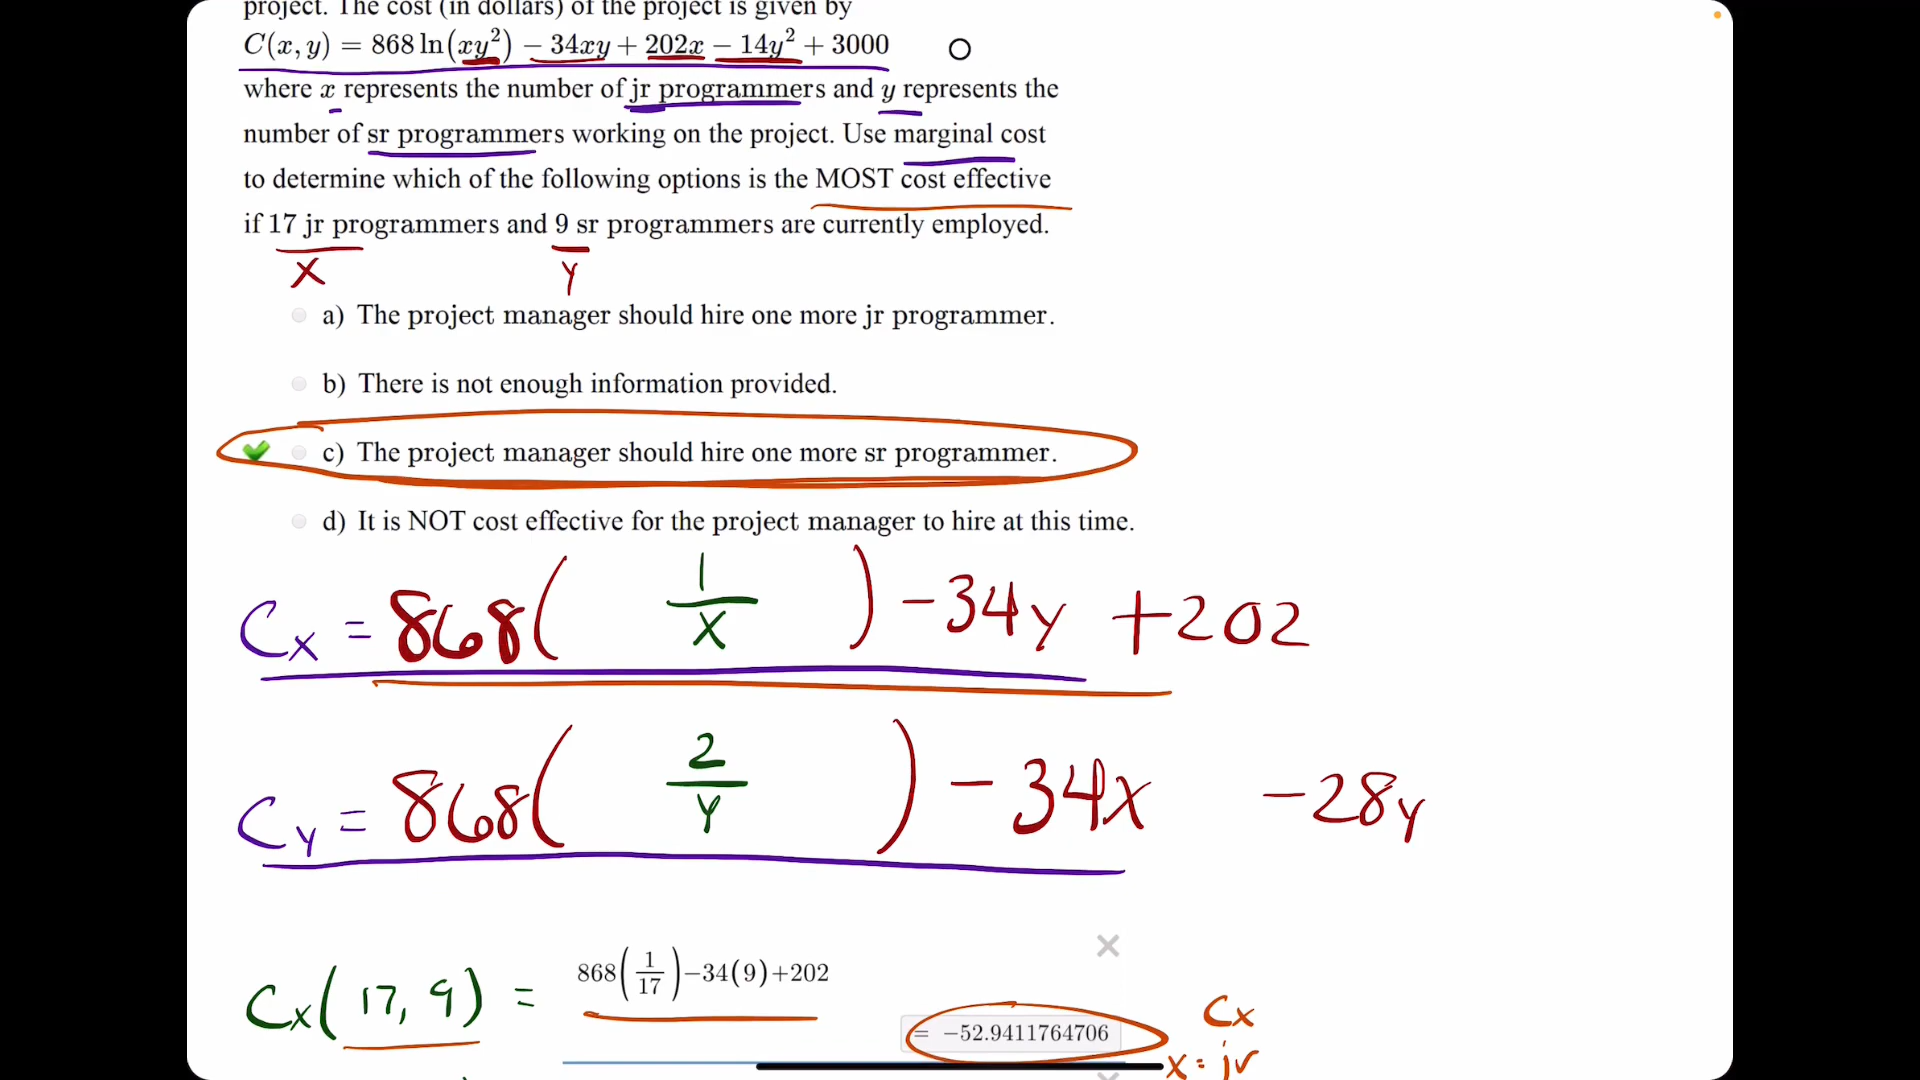 project. The cost (in dollars) of the project is given by
C(x, y) = 868 ln(xy²) − 34xy + 202x − 14y² + 3000
where x represents the number of jr programmers and y represents the
number of sr programmers working on the project. Use marginal cost
to determine which of the following options is the MOST cost effective
if 17 jr programmers and 9 sr programmers are currently employed.
X Y
a) The project manager should hire one more jr programmer.
b) There is not enough information provided.
c) The project manager should hire one more sr programmer.
d) It is NOT cost effective for the project manager to hire at this time.
Cx = 868( 1/x ) -34y +202
Cy = 868( 2/y ) - 34x -28y
Cx( 17, 9 ) = 868(1/17)−34(9)+202
= −52.9411764706
Cx
x = jr